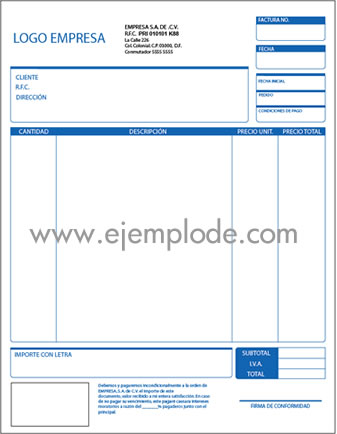 LOGO EMPRESA
EMPRESA S.A. DE .C.V.
R.F.C. PRI 010101 K88
La Calle 226
Col. Colonial. C.P. 03000, D.F.
Conmutador 5555 5555
FACTURA NO.
FECHA
CLIENTE
R.F.C.
DIRECCIÓN
FECHA INICIAL
PEDIDO
CONDICIONES DE PAGO
CANTIDAD DESCRIPCIÓN PRECIO UNIT. PRECIO TOTAL
www.ejemplode.com
IMPORTE CON LETRA
SUBTOTAL
I.V.A.
TOTAL
Debemos y pagaremos incondicionalmente a la orden de
EMPRESA, S.A. de C.V. el importe de este
documento, valor recibido a mi entera satisfacción. En caso
de no pagar su vencimiento, este pagaré causara intereses
moratorios a razón del ______% pagaderos junto con el
principal.
FIRMA DE CONFORMIDAD